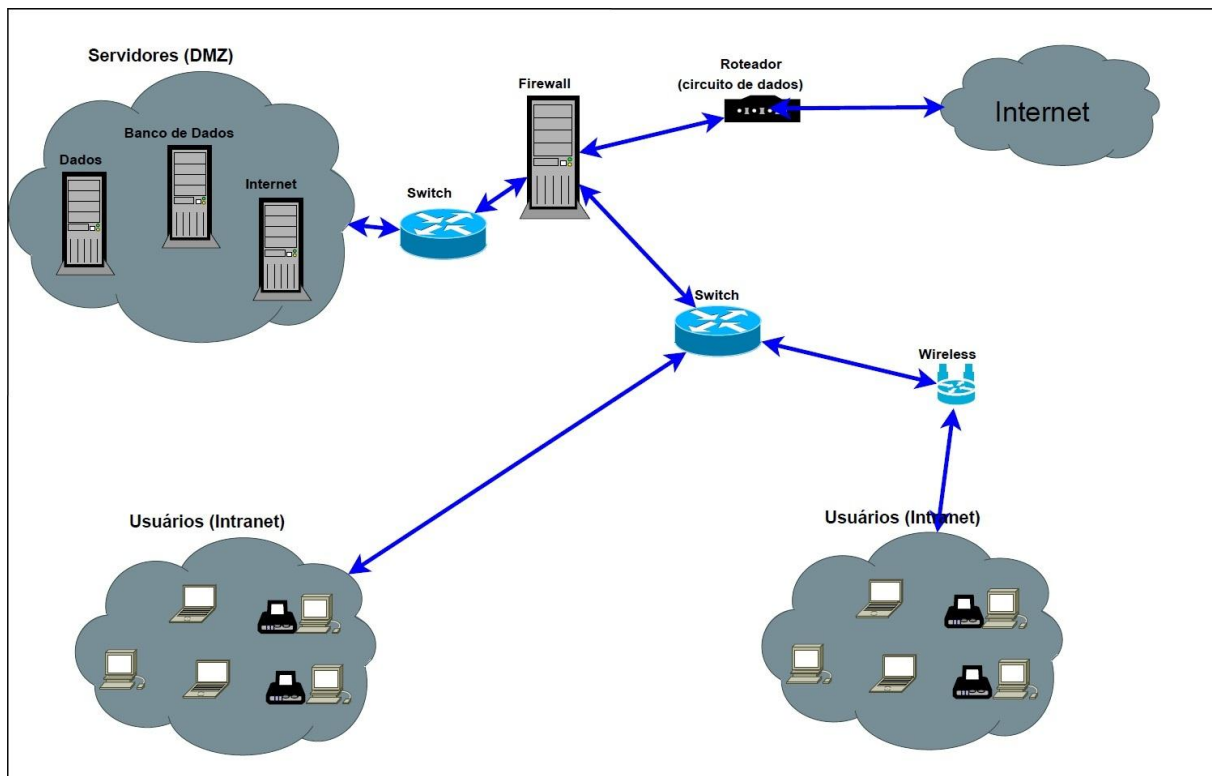 Servidores (DMZ)
Banco de Dados
Dados
Internet
Switch
Firewall
Roteador
(circuito de dados)
Internet
Switch
Wireless
Usuários (Intranet)
Usuários (Intranet)